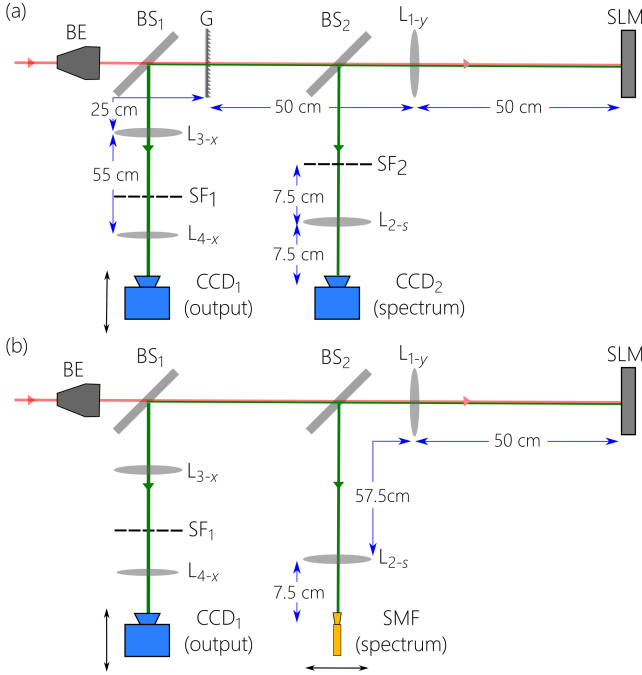 (a)
BE
BS₁
G
BS₂
L₁₋y
SLM
25 cm
50 cm
50 cm
L₃₋ₓ
55 cm
SF₁
SF₂
7.5 cm
L₂₋ₛ
7.5 cm
L₄₋ₓ
CCD₁
(output)
CCD₂
(spectrum)
(b)
BE
BS₁
BS₂
L₁₋y
SLM
50 cm
L₃₋ₓ
57.5cm
SF₁
L₂₋ₛ
L₄₋ₓ
7.5 cm
CCD₁
(output)
SMF
(spectrum)